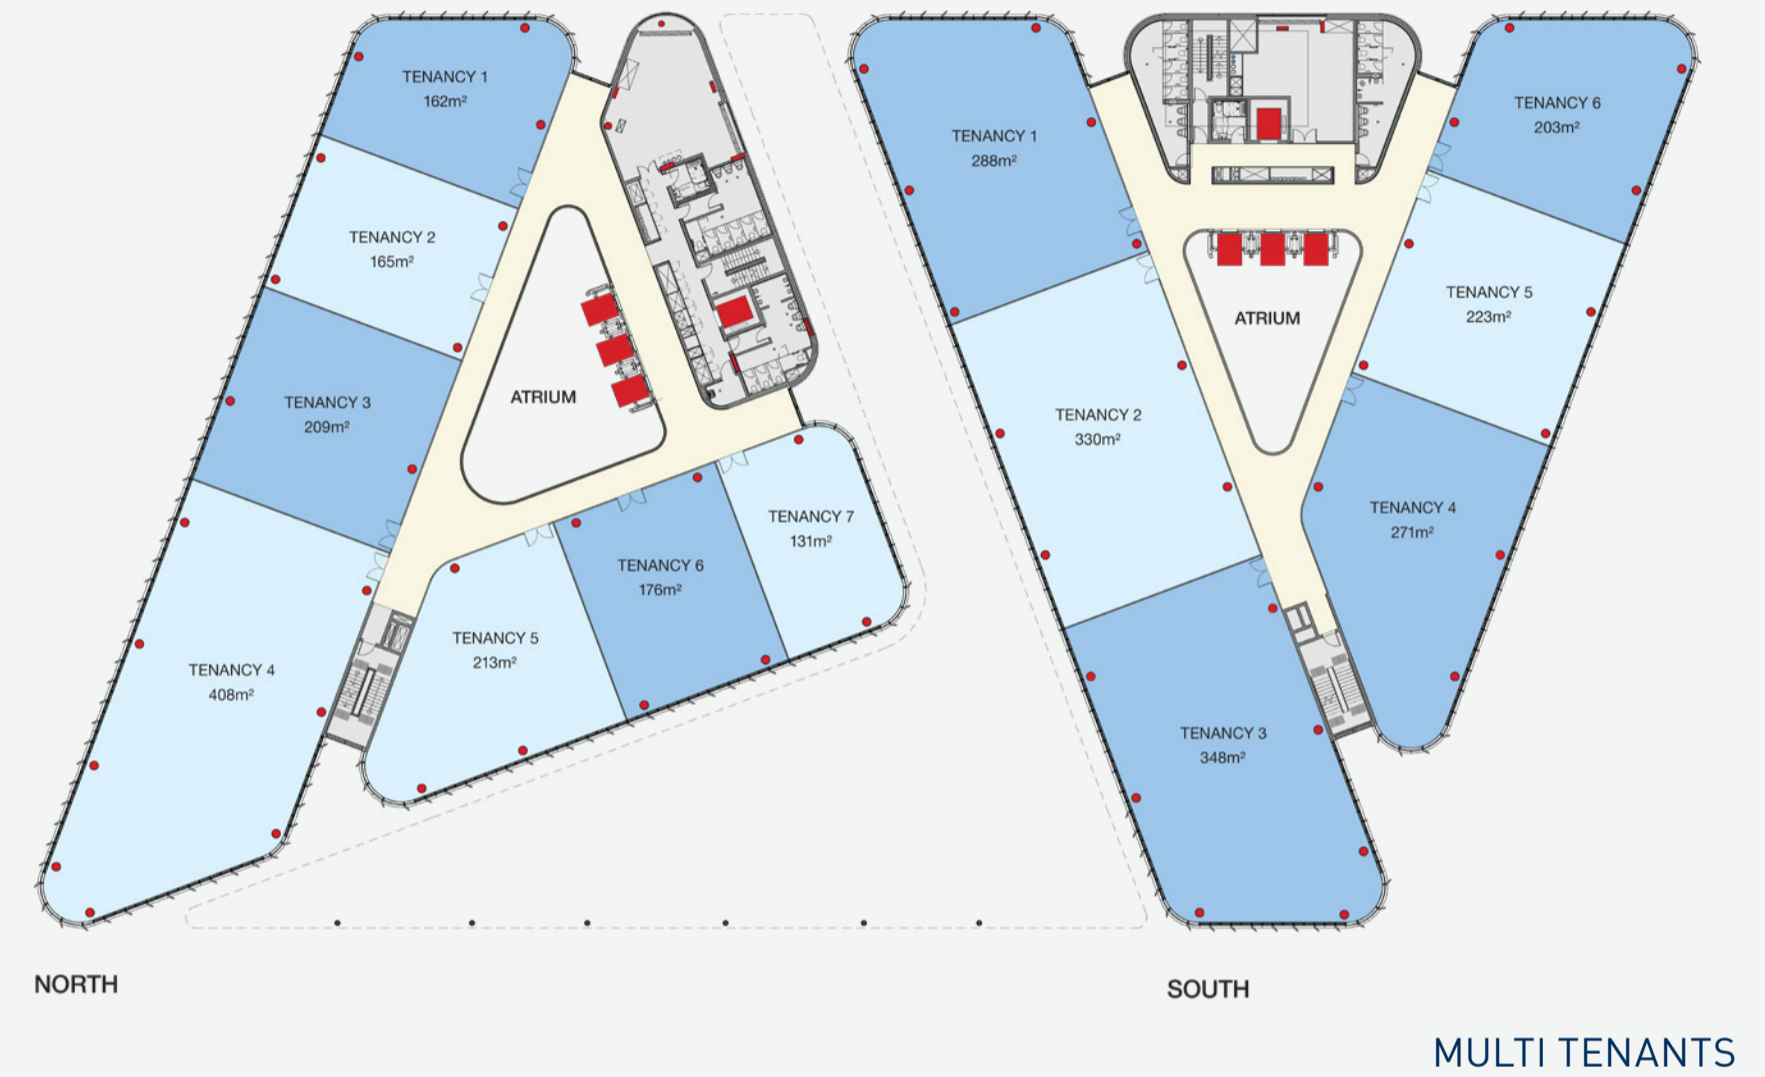 TENANCY 1
162m²
TENANCY 2
165m²
TENANCY 3
209m²
TENANCY 4
408m²
ATRIUM
TENANCY 5
213m²
TENANCY 6
176m²
TENANCY 7
131m²
NORTH
TENANCY 1
288m²
TENANCY 2
330m²
TENANCY 3
348m²
ATRIUM
TENANCY 6
203m²
TENANCY 5
223m²
TENANCY 4
271m²
SOUTH
MULTI TENANTS